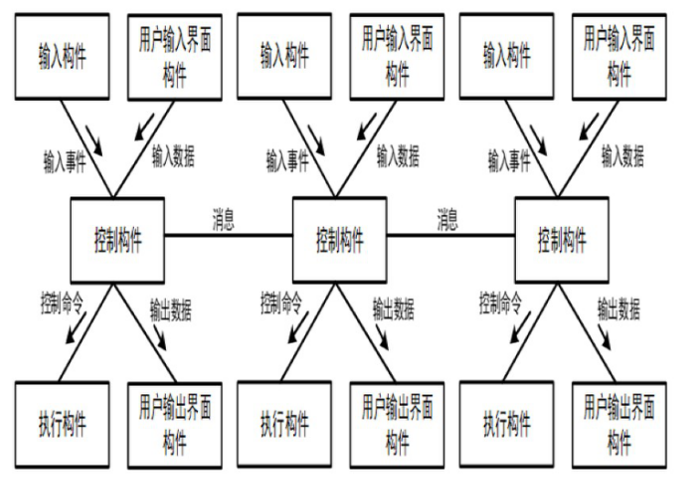 输入构件
用户输入界面
构件
输入构件
用户输入界面
构件
输入构件
用户输入界面
构件
输入事件
输入数据
输入事件
输入数据
输入事件
输入数据
控制构件
消息
控制构件
消息
控制构件
控制命令
输出数据
控制命令
输出数据
控制命令
输出数据
执行构件
用户输出界面
构件
执行构件
用户输出界面
构件
执行构件
用户输出界面
构件